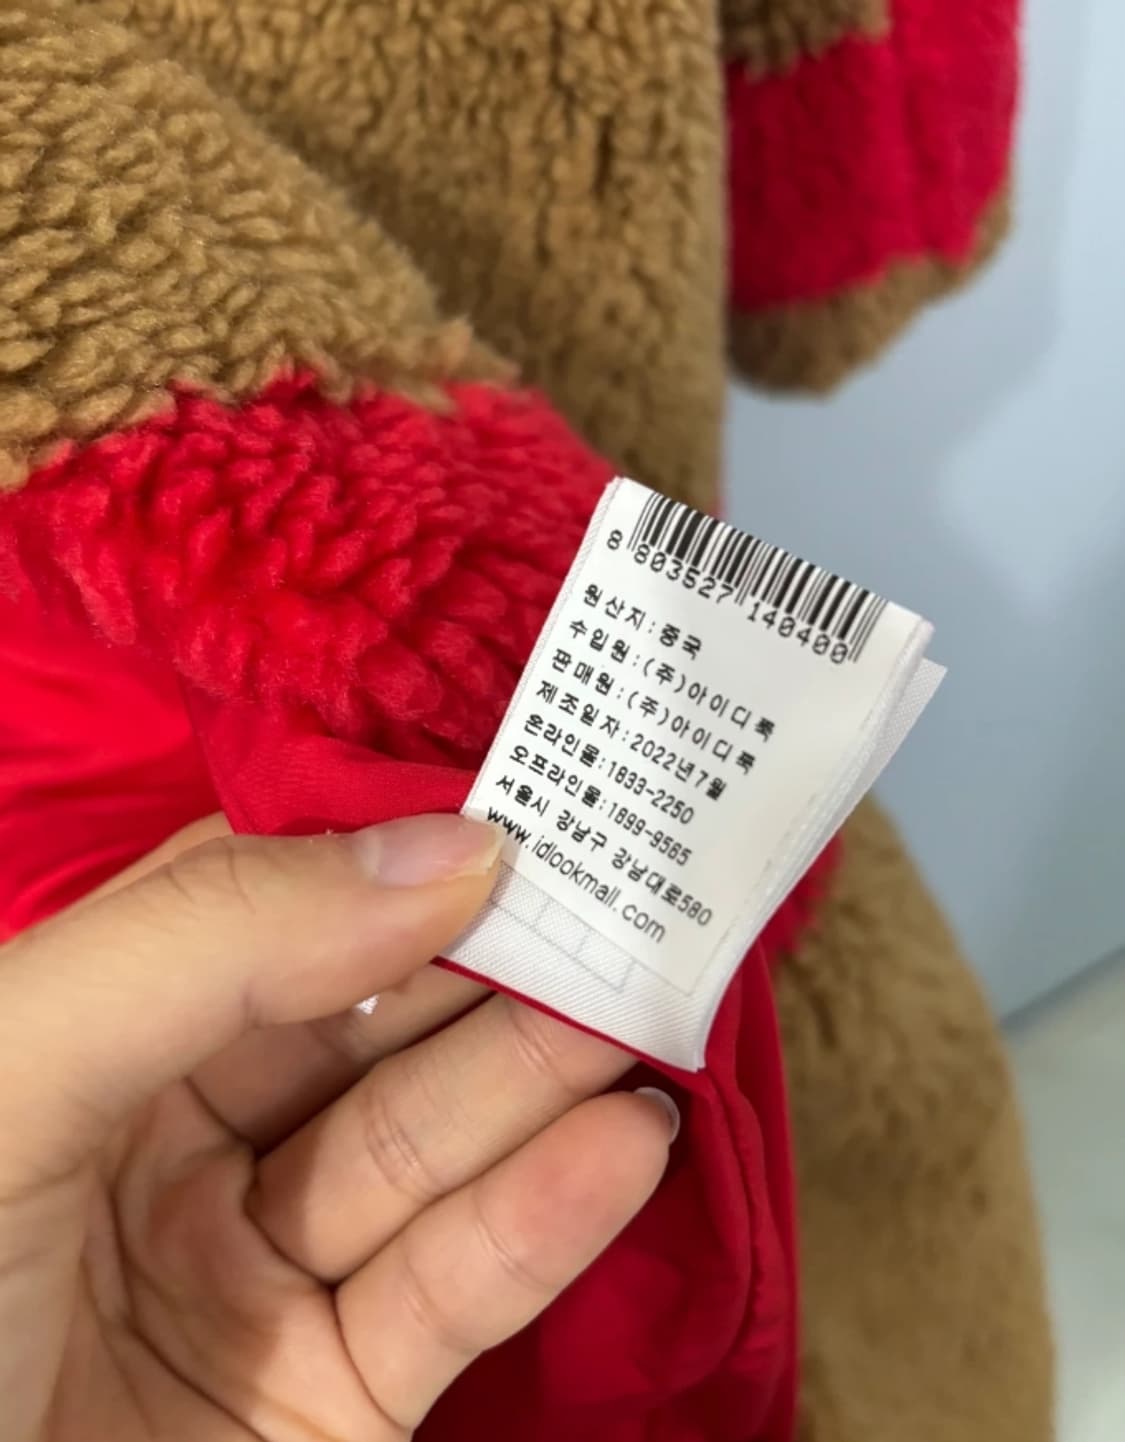 8 803527 140400
원산지:중국
수입원:(주)아이디룩
판매원:(주)아이디룩
제조일자:2022년7월
온라인몰:1833-2250
오프라인몰:1899-9565
서울시 강남구 강남대로580
www.idlookmall.com